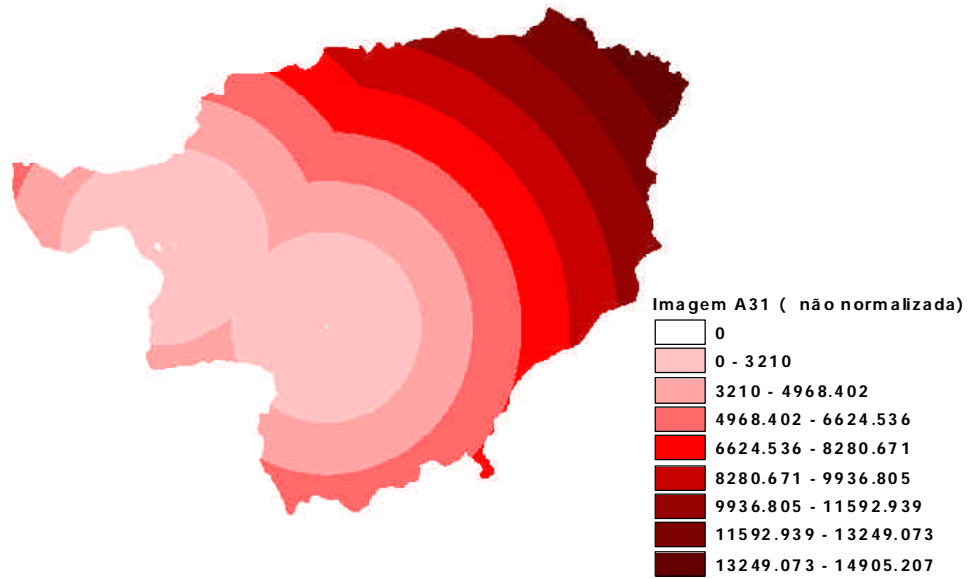 Imagem A31 ( não normalizada)
0
0 - 3210
3210 - 4968.402
4968.402 - 6624.536
6624.536 - 8280.671
8280.671 - 9936.805
9936.805 - 11592.939
11592.939 - 13249.073
13249.073 - 14905.207